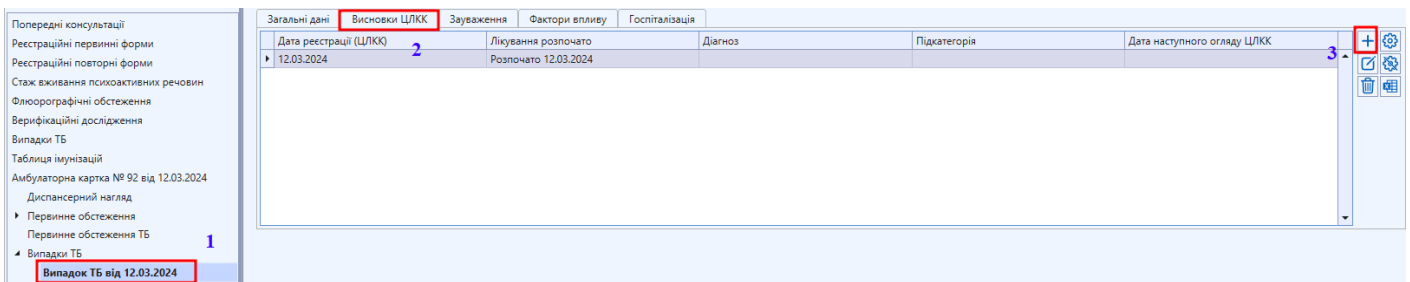 Попередні консультації
Реєстраційні первинні форми
Реєстраційні повторні форми
Стаж вживання психоактивних речовин
Флюорографічні обстеження
Верифікаційні дослідження
Випадки ТБ
Таблиця імунізацій
Амбулаторна картка № 92 від 12.03.2024
Диспансерний нагляд
Первинне обстеження
Первинне обстеження ТБ
1
Випадки ТБ
Випадок ТБ від 12.03.2024
Загальні дані Висновки ЦЛКК Зауваження Фактори впливу Госпіталізація
Дата реєстрації (ЦЛКК) Лікування розпочато Діагноз Підкатегорія Дата наступного огляду ЦЛКК
2
3
12.03.2024 Розпочато 12.03.2024